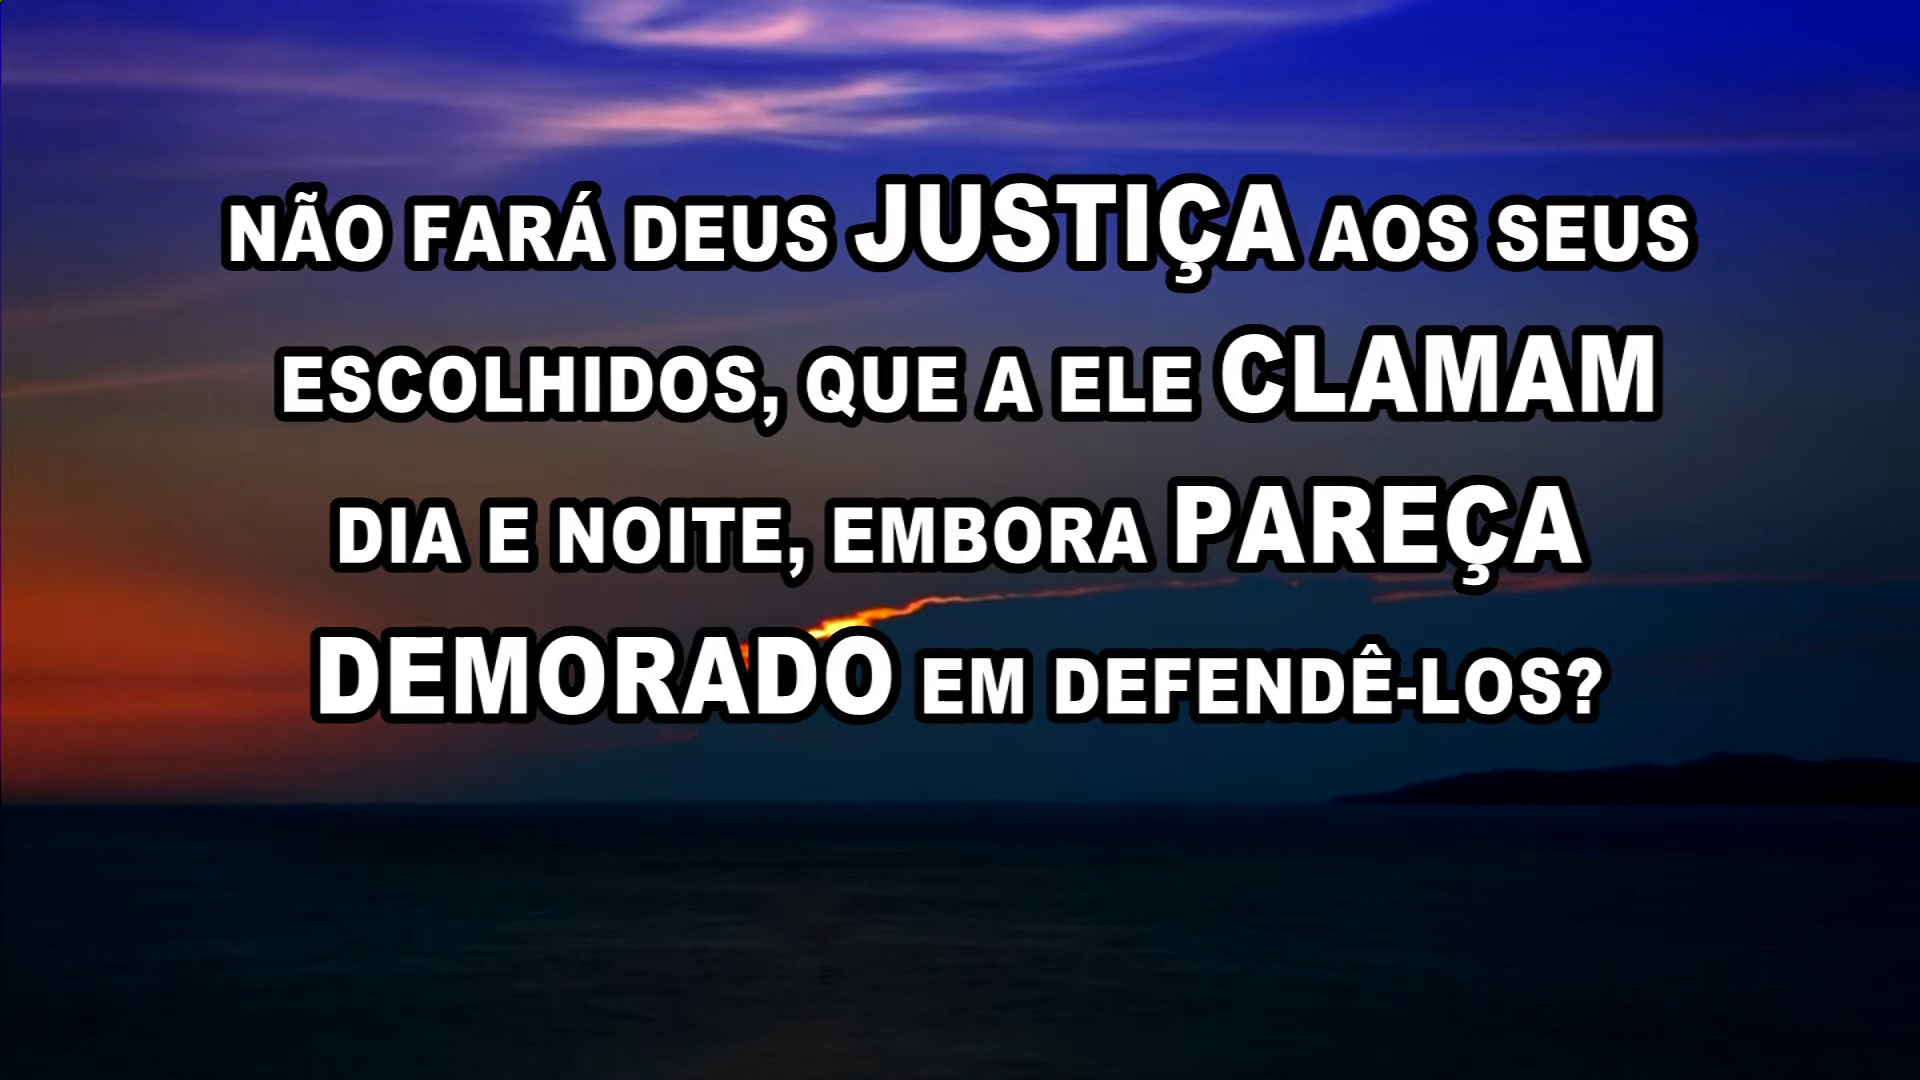 NÃO FARÁ DEUS JUSTIÇA AOS SEUS
ESCOLHIDOS, QUE A ELE CLAMAM
DIA E NOITE, EMBORA PAREÇA
DEMORADO EM DEFENDÊ-LOS?